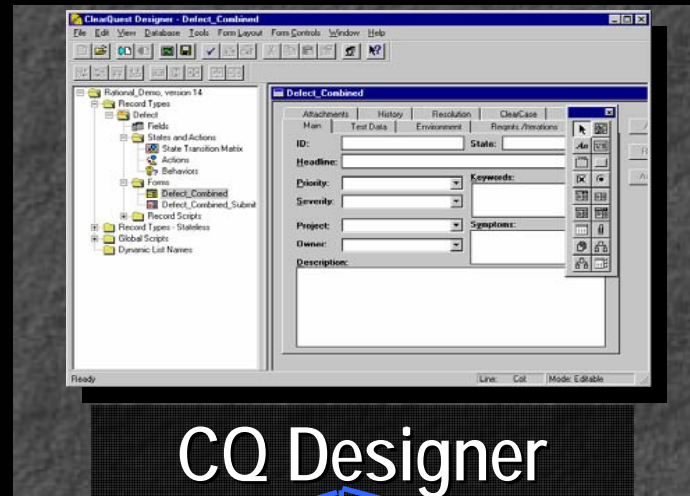 ClearQuest Designer - Defect_Combined
File Edit View Database Tools Form Layout Form Controls Window Help
Rational_Demo, version 14
Record Types
Defect
Fields
States and Actions
State Transition Matrix
Actions
Behaviors
Forms
Defect_Combined
Defect_Combined_Submit
Record Scripts
Record Types - Stateless
Global Scripts
Dynamic List Names
Defect_Combined
Attachments History Resolution ClearCase
Main Test Data Environment Reqmts./Iterations
ID: State:
Headline:
Priority: Keywords:
Severity:
Project: Symptoms:
Owner:
Description:
Ready Line: Col: Mode: Editable
CQ Designer